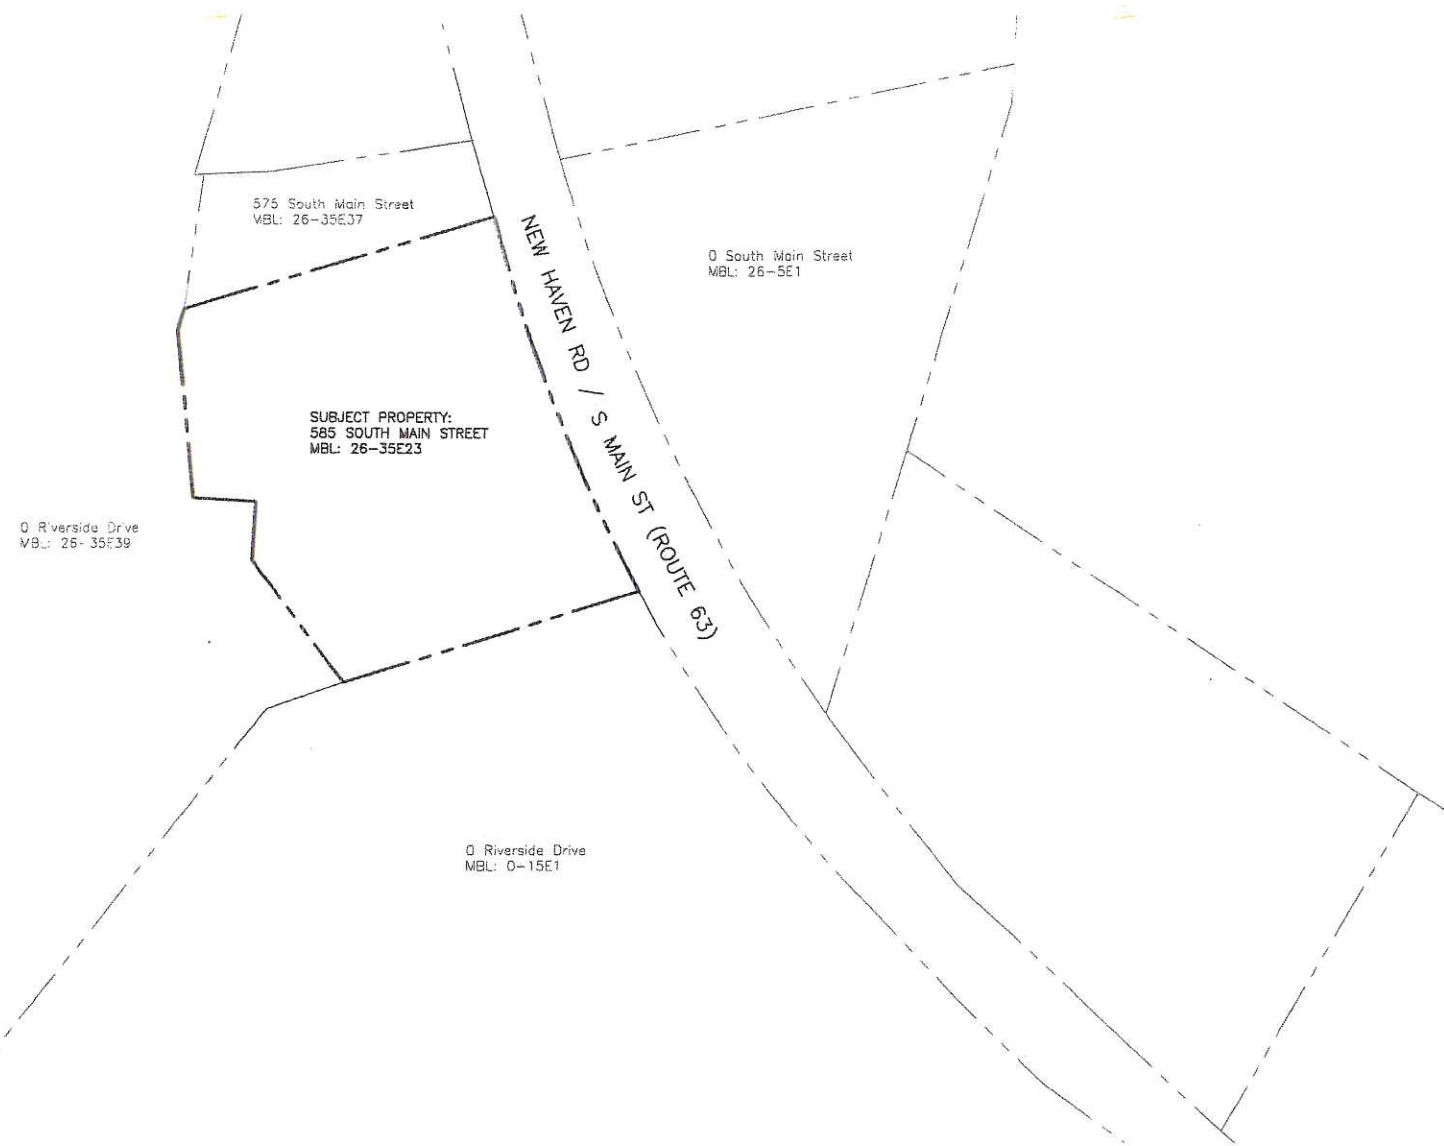 575 South Main Street
MBL: 26-35E37
0 South Main Street
MBL: 26-5E1
NEW HAVEN RD / S MAIN ST (ROUTE 63)
SUBJECT PROPERTY:
585 SOUTH MAIN STREET
MBL: 26-35E23
0 Riverside Drive
MBL: 26-35E39
0 Riverside Drive
MBL: 0-15E1